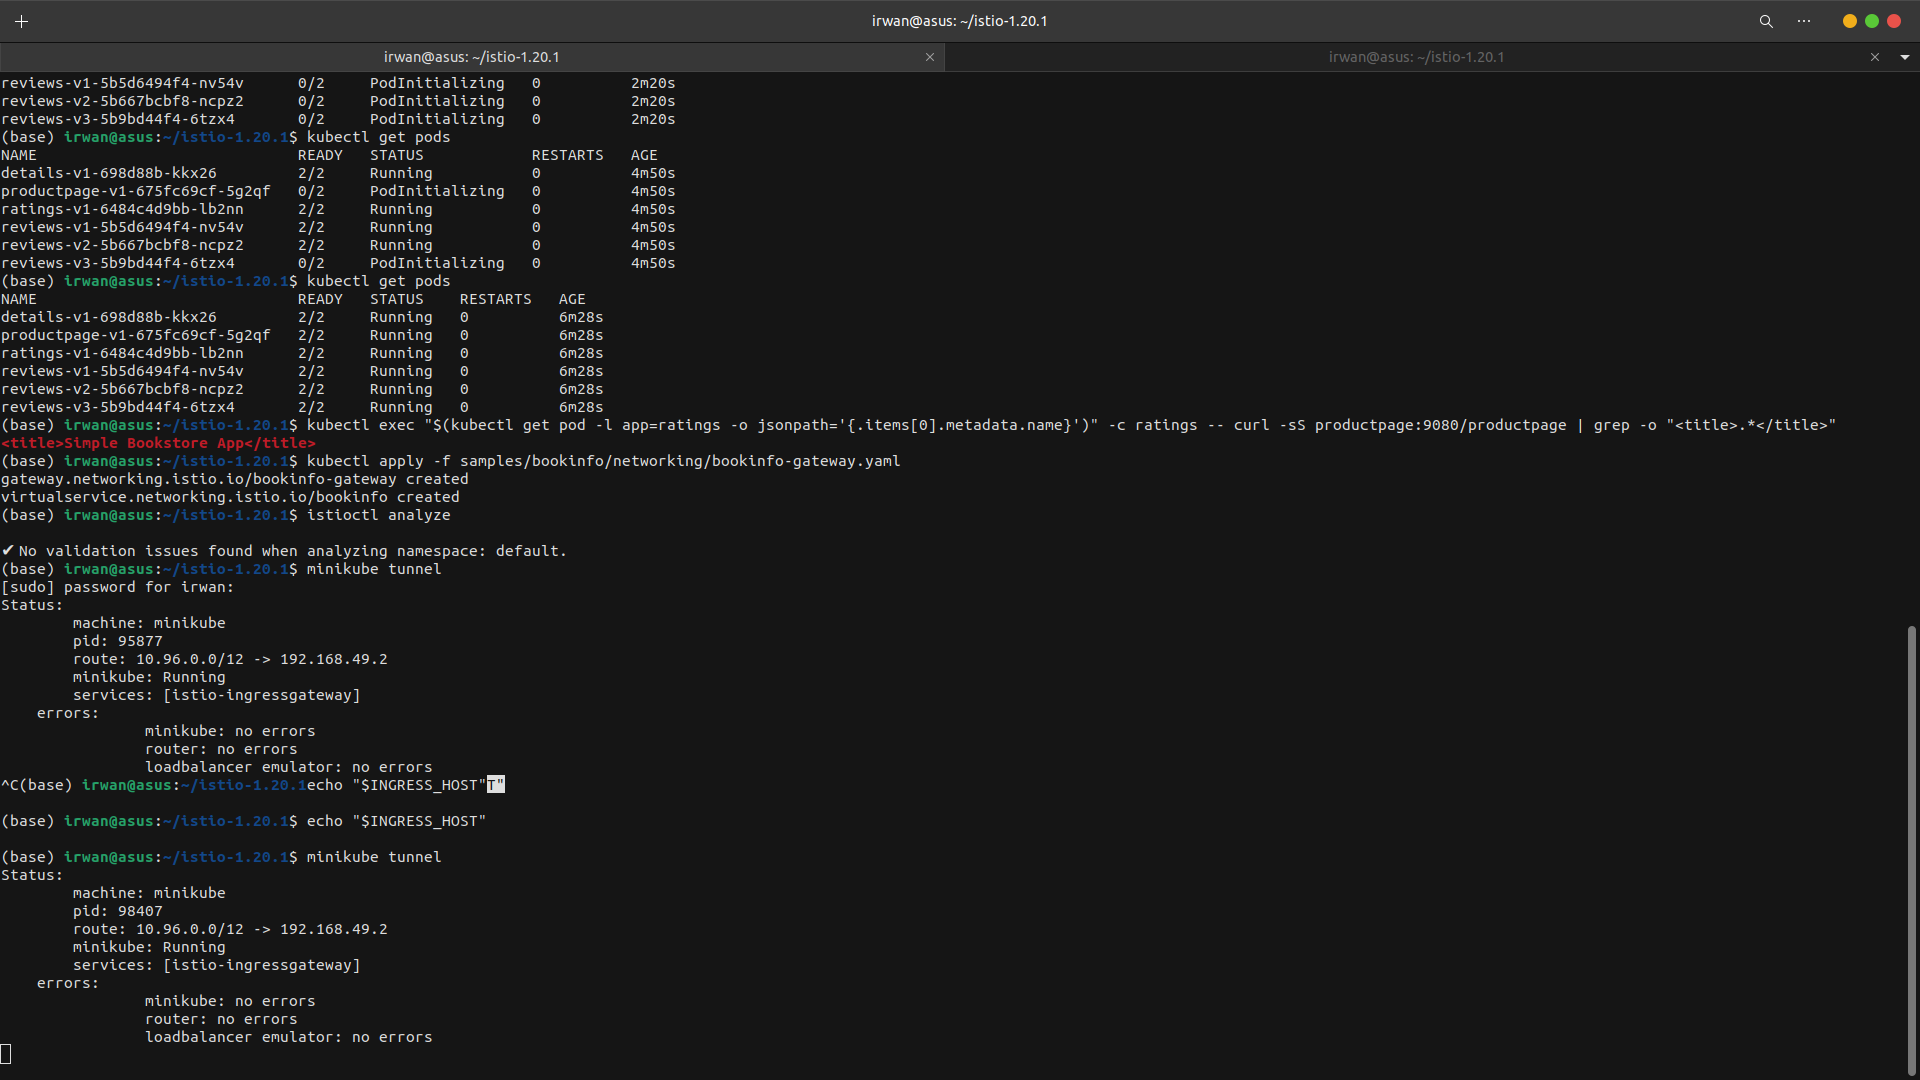 irwan@asus: ~/istio-1.20.1
irwan@asus: ~/istio-1.20.1
irwan@asus: ~/istio-1.20.1
reviews-v1-5b5d6494f4-nv54v      0/2     PodInitializing   0          2m20s
reviews-v2-5b667bcbf8-ncpz2      0/2     PodInitializing   0          2m20s
reviews-v3-5b9bd44f4-6tzx4       0/2     PodInitializing   0          2m20s
(base) irwan@asus:~/istio-1.20.1$ kubectl get pods
NAME                             READY   STATUS            RESTARTS   AGE
details-v1-698d88b-kkx26         2/2     Running           0          4m50s
productpage-v1-675fc69cf-5g2qf   0/2     PodInitializing   0          4m50s
ratings-v1-6484c4d9bb-lb2nn      2/2     Running           0          4m50s
reviews-v1-5b5d6494f4-nv54v      2/2     Running           0          4m50s
reviews-v2-5b667bcbf8-ncpz2      2/2     Running           0          4m50s
reviews-v3-5b9bd44f4-6tzx4       0/2     PodInitializing   0          4m50s
(base) irwan@asus:~/istio-1.20.1$ kubectl get pods
NAME                             READY   STATUS    RESTARTS   AGE
details-v1-698d88b-kkx26         2/2     Running   0          6m28s
productpage-v1-675fc69cf-5g2qf   2/2     Running   0          6m28s
ratings-v1-6484c4d9bb-lb2nn      2/2     Running   0          6m28s
reviews-v1-5b5d6494f4-nv54v      2/2     Running   0          6m28s
reviews-v2-5b667bcbf8-ncpz2      2/2     Running   0          6m28s
reviews-v3-5b9bd44f4-6tzx4       2/2     Running   0          6m28s
(base) irwan@asus:~/istio-1.20.1$ kubectl exec "$(kubectl get pod -l app=ratings -o jsonpath='{.items[0].metadata.name}')" -c ratings -- curl -sS productpage:9080/productpage | grep -o "<title>.*</title>"
<title>Simple Bookstore App</title>
(base) irwan@asus:~/istio-1.20.1$ kubectl apply -f samples/bookinfo/networking/bookinfo-gateway.yaml
gateway.networking.istio.io/bookinfo-gateway created
virtualservice.networking.istio.io/bookinfo created
(base) irwan@asus:~/istio-1.20.1$ istioctl analyze
✔ No validation issues found when analyzing namespace: default.
(base) irwan@asus:~/istio-1.20.1$ minikube tunnel
[sudo] password for irwan:
Status:
machine: minikube
pid: 95877
route: 10.96.0.0/12 -> 192.168.49.2
minikube: Running
services: [istio-ingressgateway]
errors:
minikube: no errors
router: no errors
loadbalancer emulator: no errors
^C(base) irwan@asus:~/istio-1.20.1echo "$INGRESS_HOST"T"
(base) irwan@asus:~/istio-1.20.1$ echo "$INGRESS_HOST"
(base) irwan@asus:~/istio-1.20.1$ minikube tunnel
Status:
machine: minikube
pid: 98407
route: 10.96.0.0/12 -> 192.168.49.2
minikube: Running
services: [istio-ingressgateway]
errors:
minikube: no errors
router: no errors
loadbalancer emulator: no errors